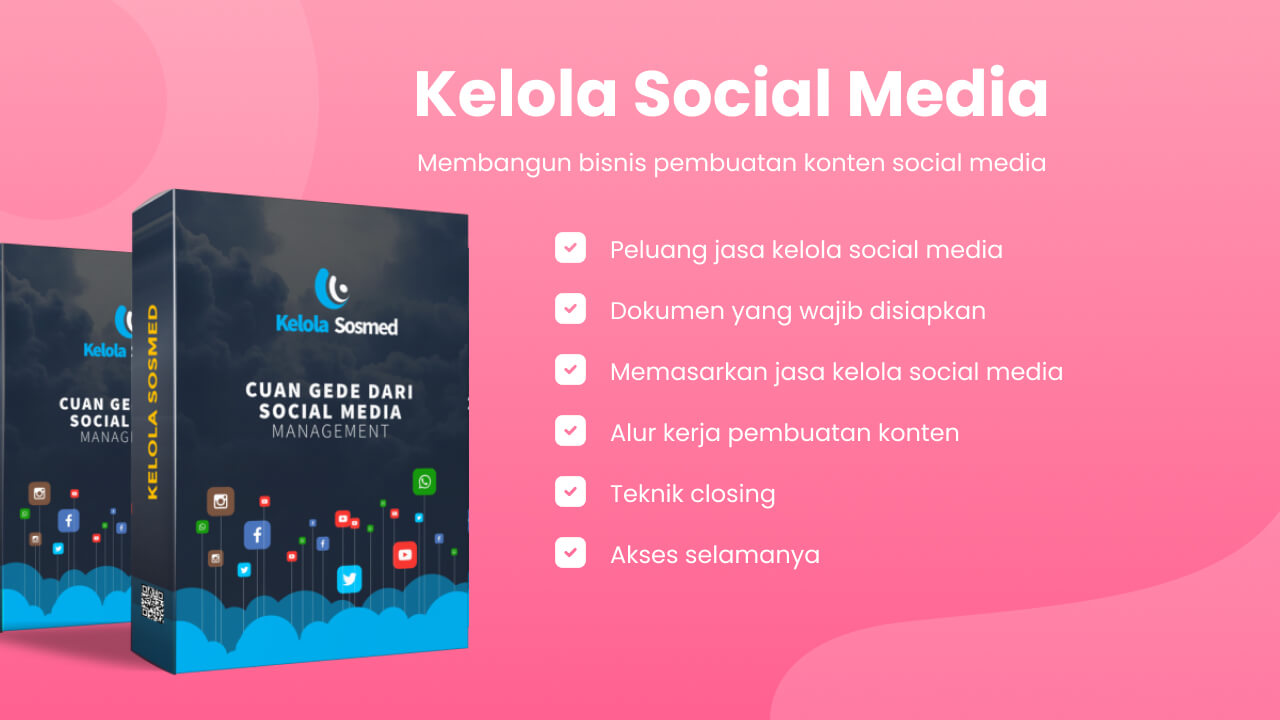 Kelola Social Media
Membangun bisnis pembuatan konten social media
Peluang jasa kelola social media
Dokumen yang wajib disiapkan
Memasarkan jasa kelola social media
Alur kerja pembuatan konten
Teknik closing
Akses selamanya
KELOLA SOSMED
Kelola Sosmed
CUAN GEDE DARI
SOCIAL MEDIA
MANAGEMENT
Kelola
CUAN GE
SOCIAL
MANAG